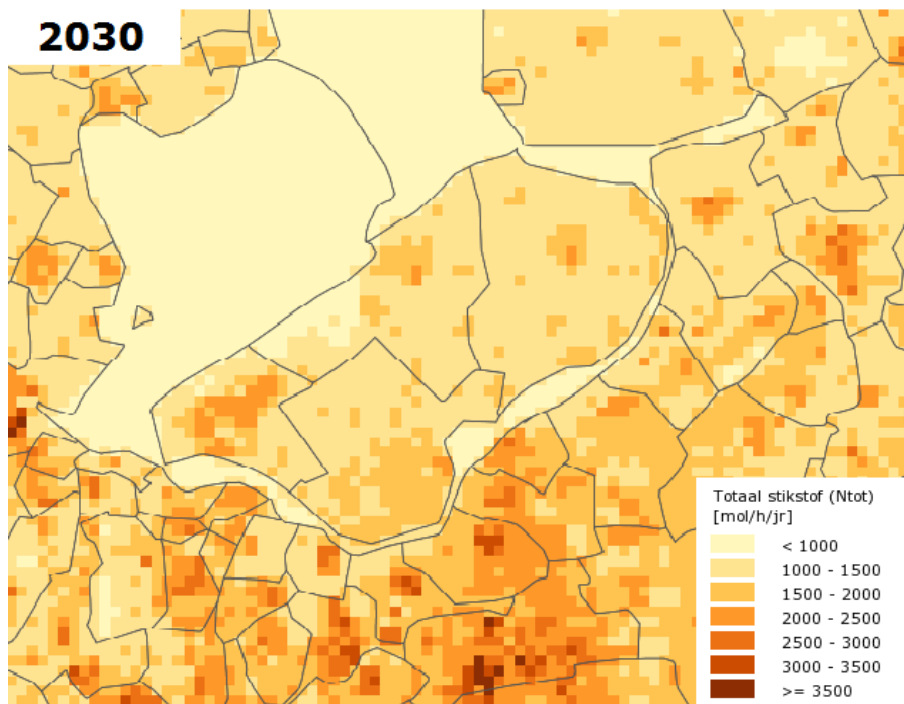 2030
Totaal stikstof (Ntot)
[mol/h/jr]
< 1000
1000 - 1500
1500 - 2000
2000 - 2500
2500 - 3000
3000 - 3500
>= 3500